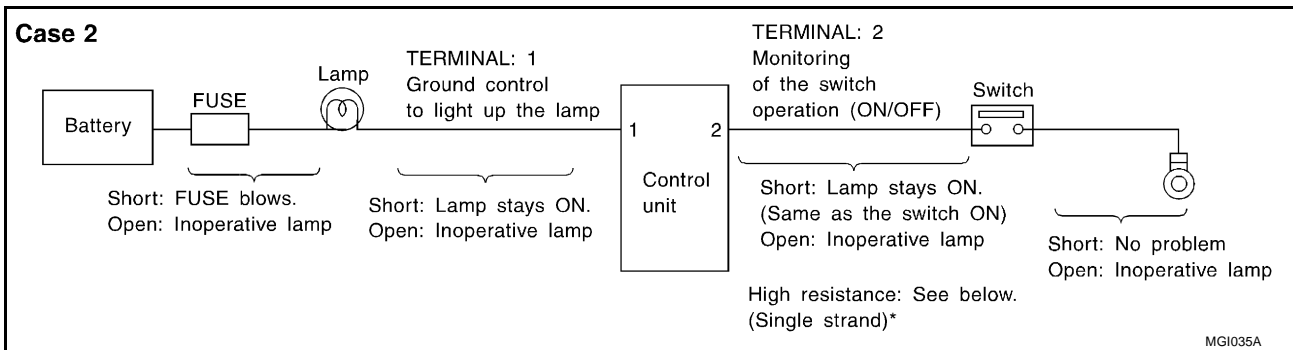 Case 2
Battery
FUSE
Lamp
TERMINAL: 1
Ground control
to light up the lamp
TERMINAL: 2
Monitoring
of the switch
operation (ON/OFF)
Switch
1
2
Control
unit
Short: FUSE blows.
Open: Inoperative lamp
Short: Lamp stays ON.
Open: Inoperative lamp
Short: Lamp stays ON.
(Same as the switch ON)
Open: Inoperative lamp
Short: No problem
Open: Inoperative lamp
High resistance: See below.
(Single strand)*
MGI035A